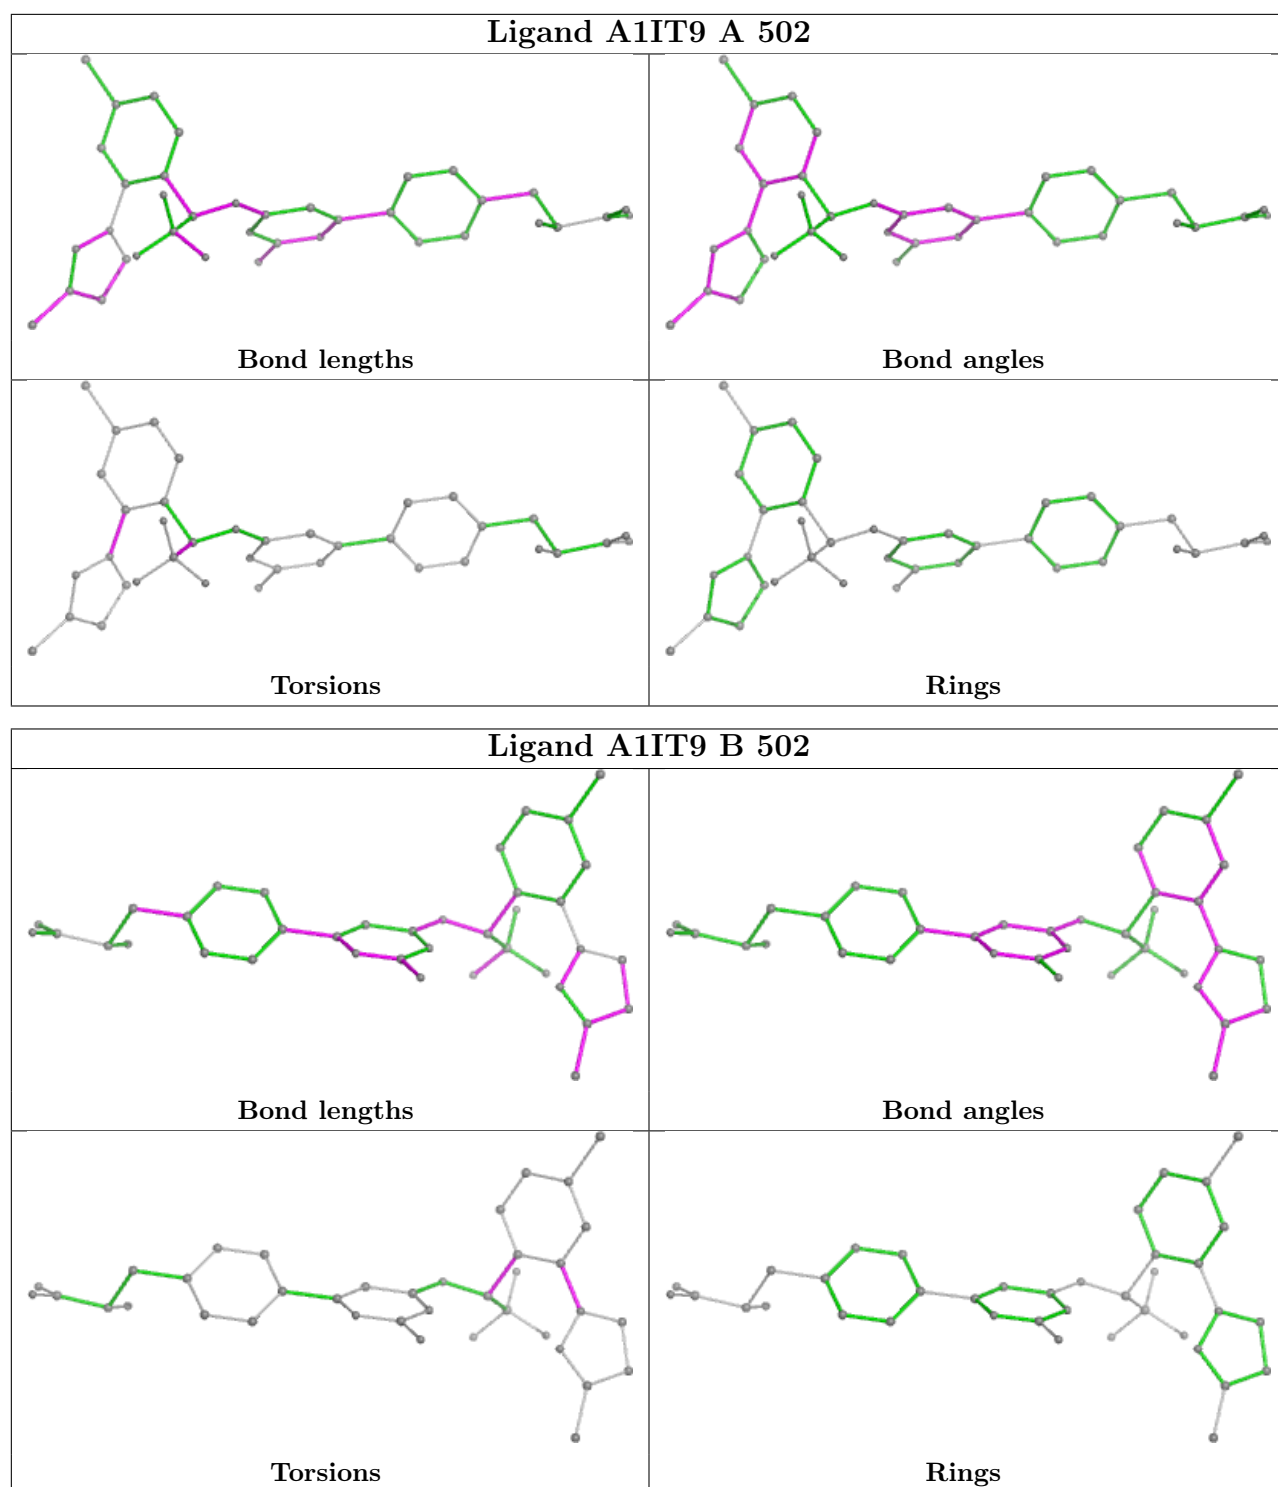 Ligand A1IT9 A 502
Bond lengths
Bond angles
Torsions
Rings
Ligand A1IT9 B 502
Bond lengths
Bond angles
Torsions
Rings